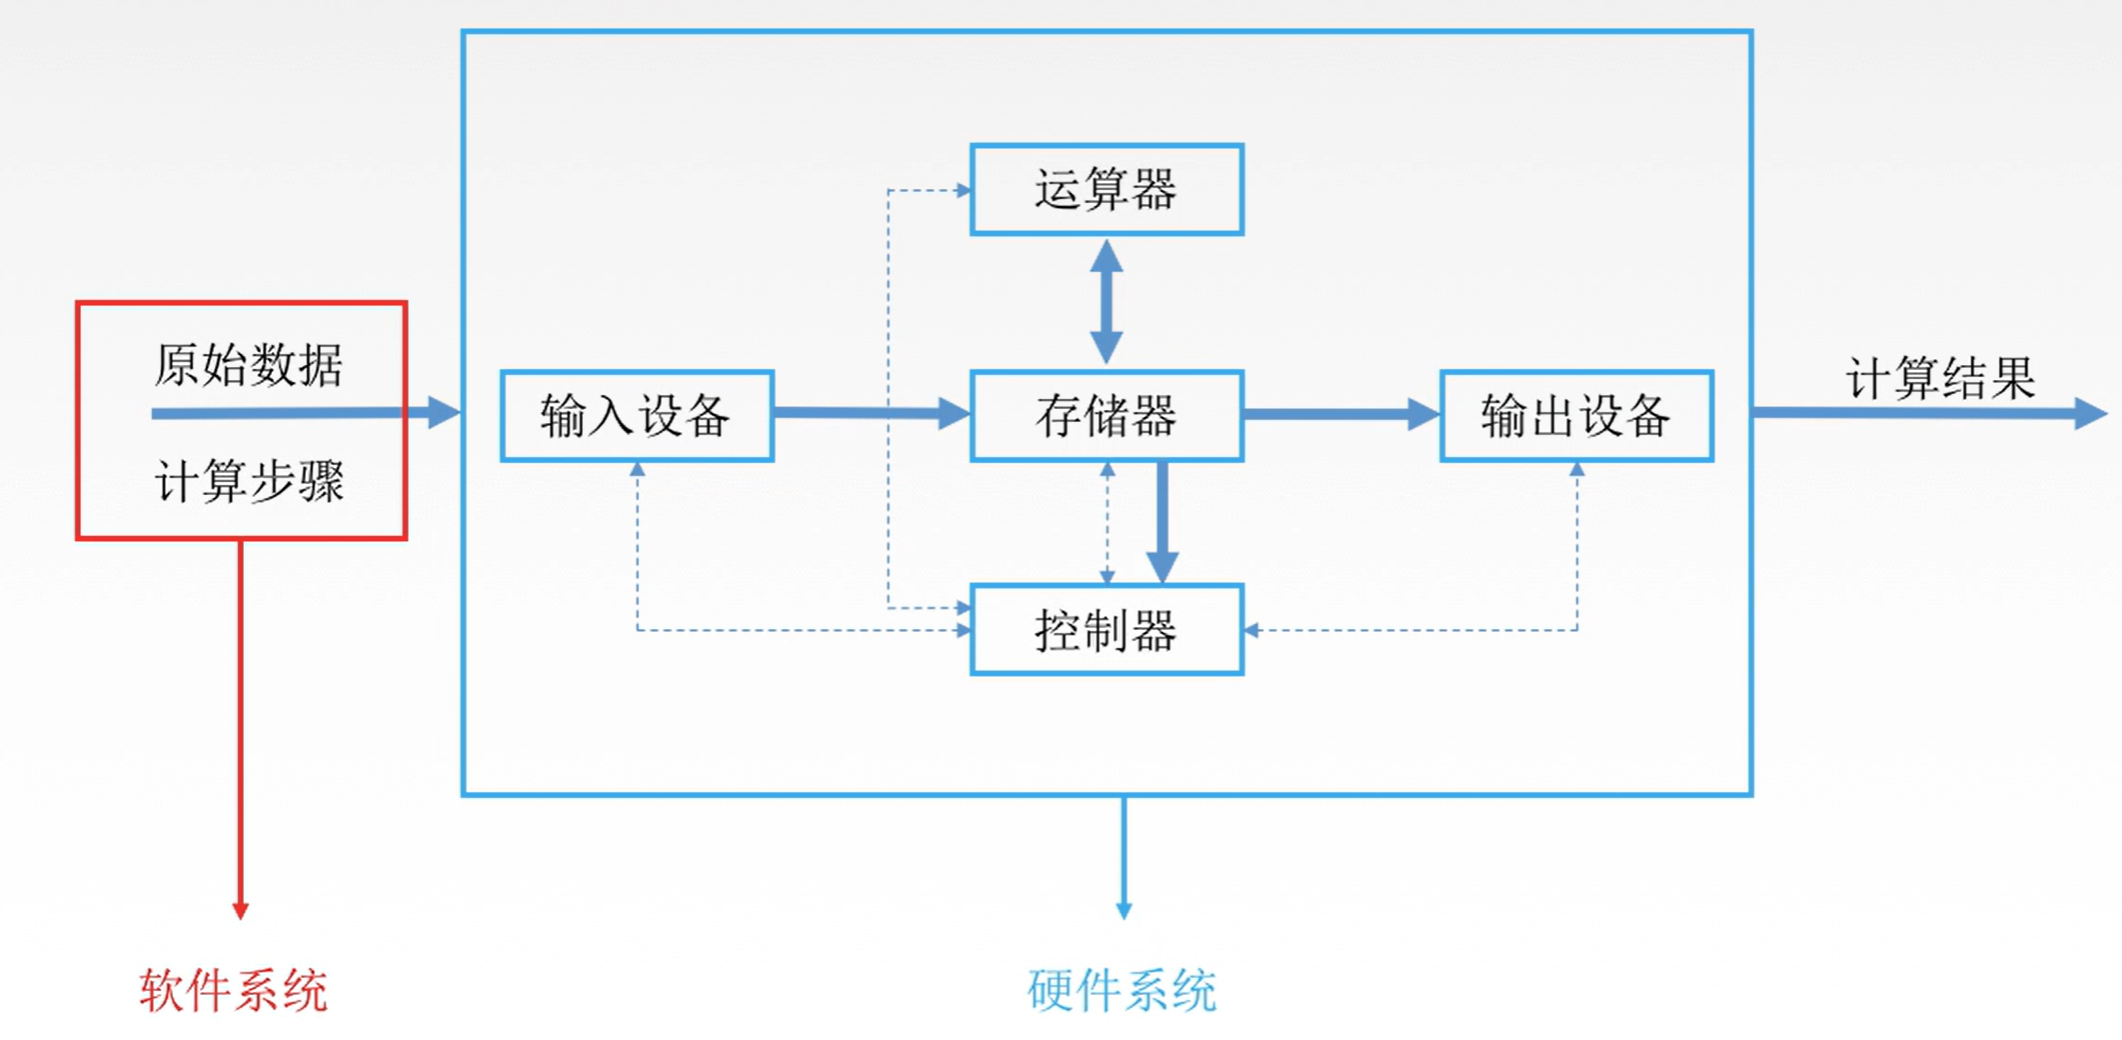 运算器
原始数据
计算步骤
输入设备
存储器
输出设备
计算结果
控制器
软件系统
硬件系统